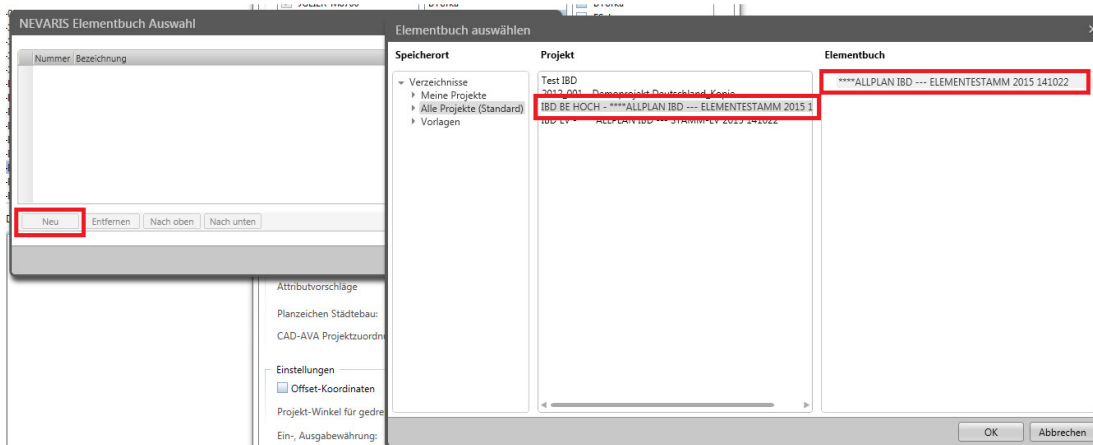 NEVARIS Elementbuch Auswahl
Nummer Bezeichnung
Neu
Entfernen
Nach oben
Nach unten
Attributvorschläge
Planzeichen Städtebau:
CAD-AVA Projektzuordn
Einstellungen
Offset-Koordinaten
Projekt-Winkel für gedre
Ein-, Ausgabewährung:
Elementbuch auswählen
Speicherort
Verzeichnisse
Meine Projekte
Alle Projekte (Standard)
Vorlagen
Projekt
Test IBD
2012_001 - Demoprojekt Deutschland_Kopie
IBD BE HOCH - ****ALLPLAN IBD --- ELEMENTESTAMM 2015 1
IBD LV - ALLPLAN IBD --- STAMM-LV 2015 141022
Elementbuch
****ALLPLAN IBD --- ELEMENTESTAMM 2015 141022
OK
Abbrechen